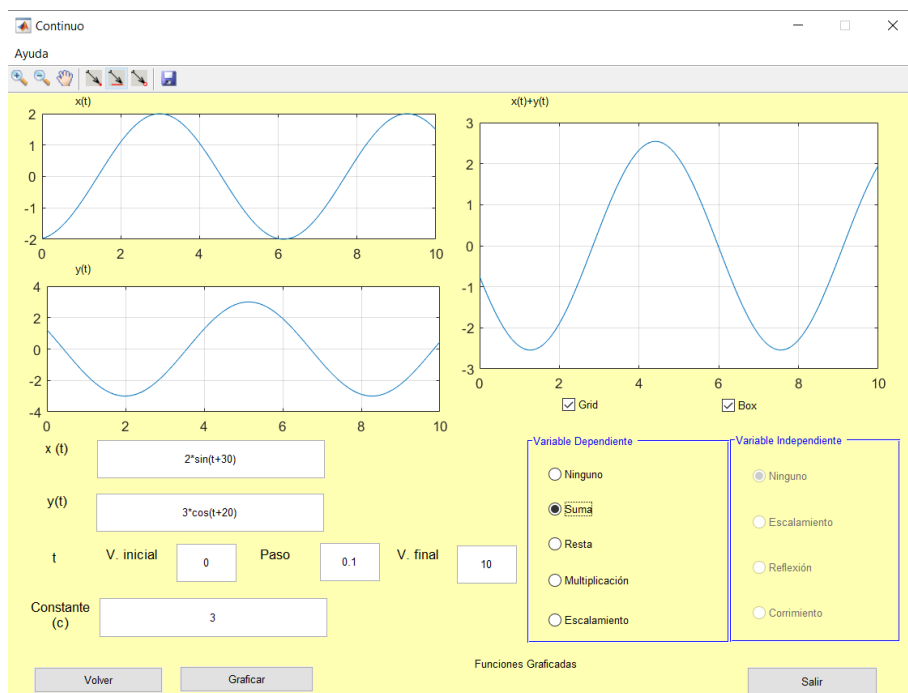 Continuo
Ayuda
x(t)
2
1
0
-1
-2
0 2 4 6 8 10
y(t)
4
2
0
-2
-4
0 2 4 6 8 10
x(t)+y(t)
3
2
1
0
-1
-2
-3
0 2 4 6 8 10
Grid Box
x (t) 2*sin(t+30)
y(t) 3*cos(t+20)
t V. inicial 0 Paso 0.1 V. final 10
Constante
(c) 3
Variable Dependiente
Ninguno
Suma
Resta
Multiplicación
Escalamiento
Variable Independiente
Ninguno
Escalamiento
Reflexión
Corrimiento
Funciones Graficadas
Volver Graficar Salir